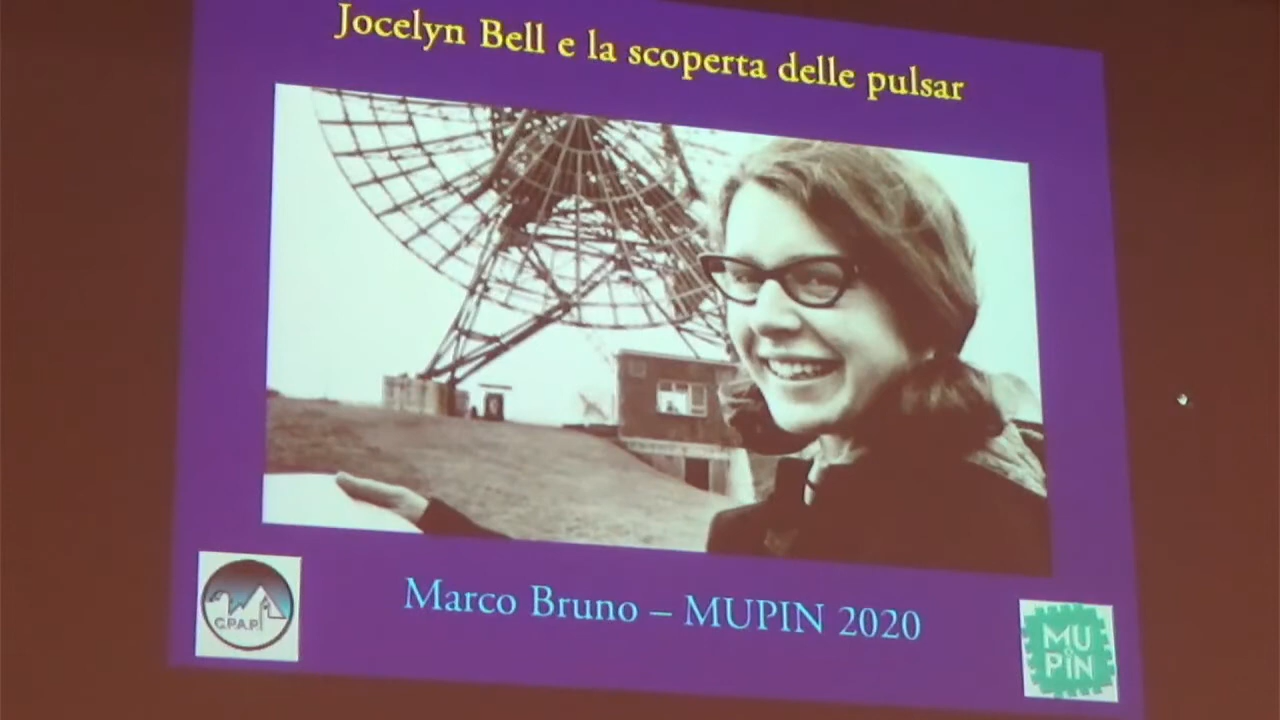 Jocelyn Bell e la scoperta delle pulsar
G.P.A.P.
Marco Bruno – MUPIN 2020
MU
PIN